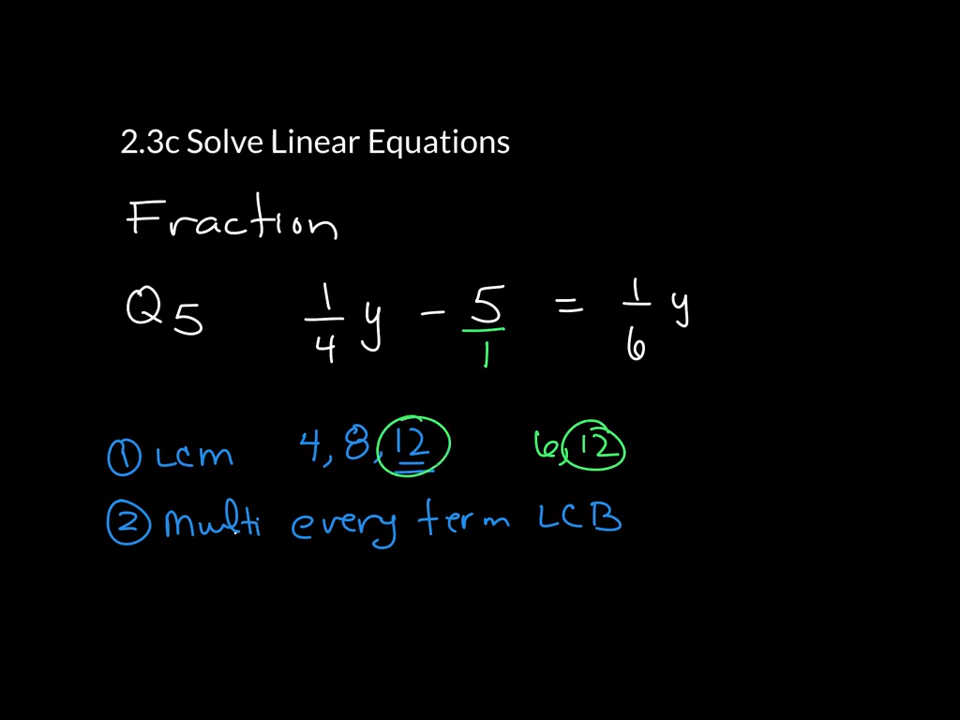 2.3c Solve Linear Equations
Fraction
Q5 1/4 y - 5/1 = 1/6 y
① LCM 4, 8, 12 6, 12
② Multi every term LCB